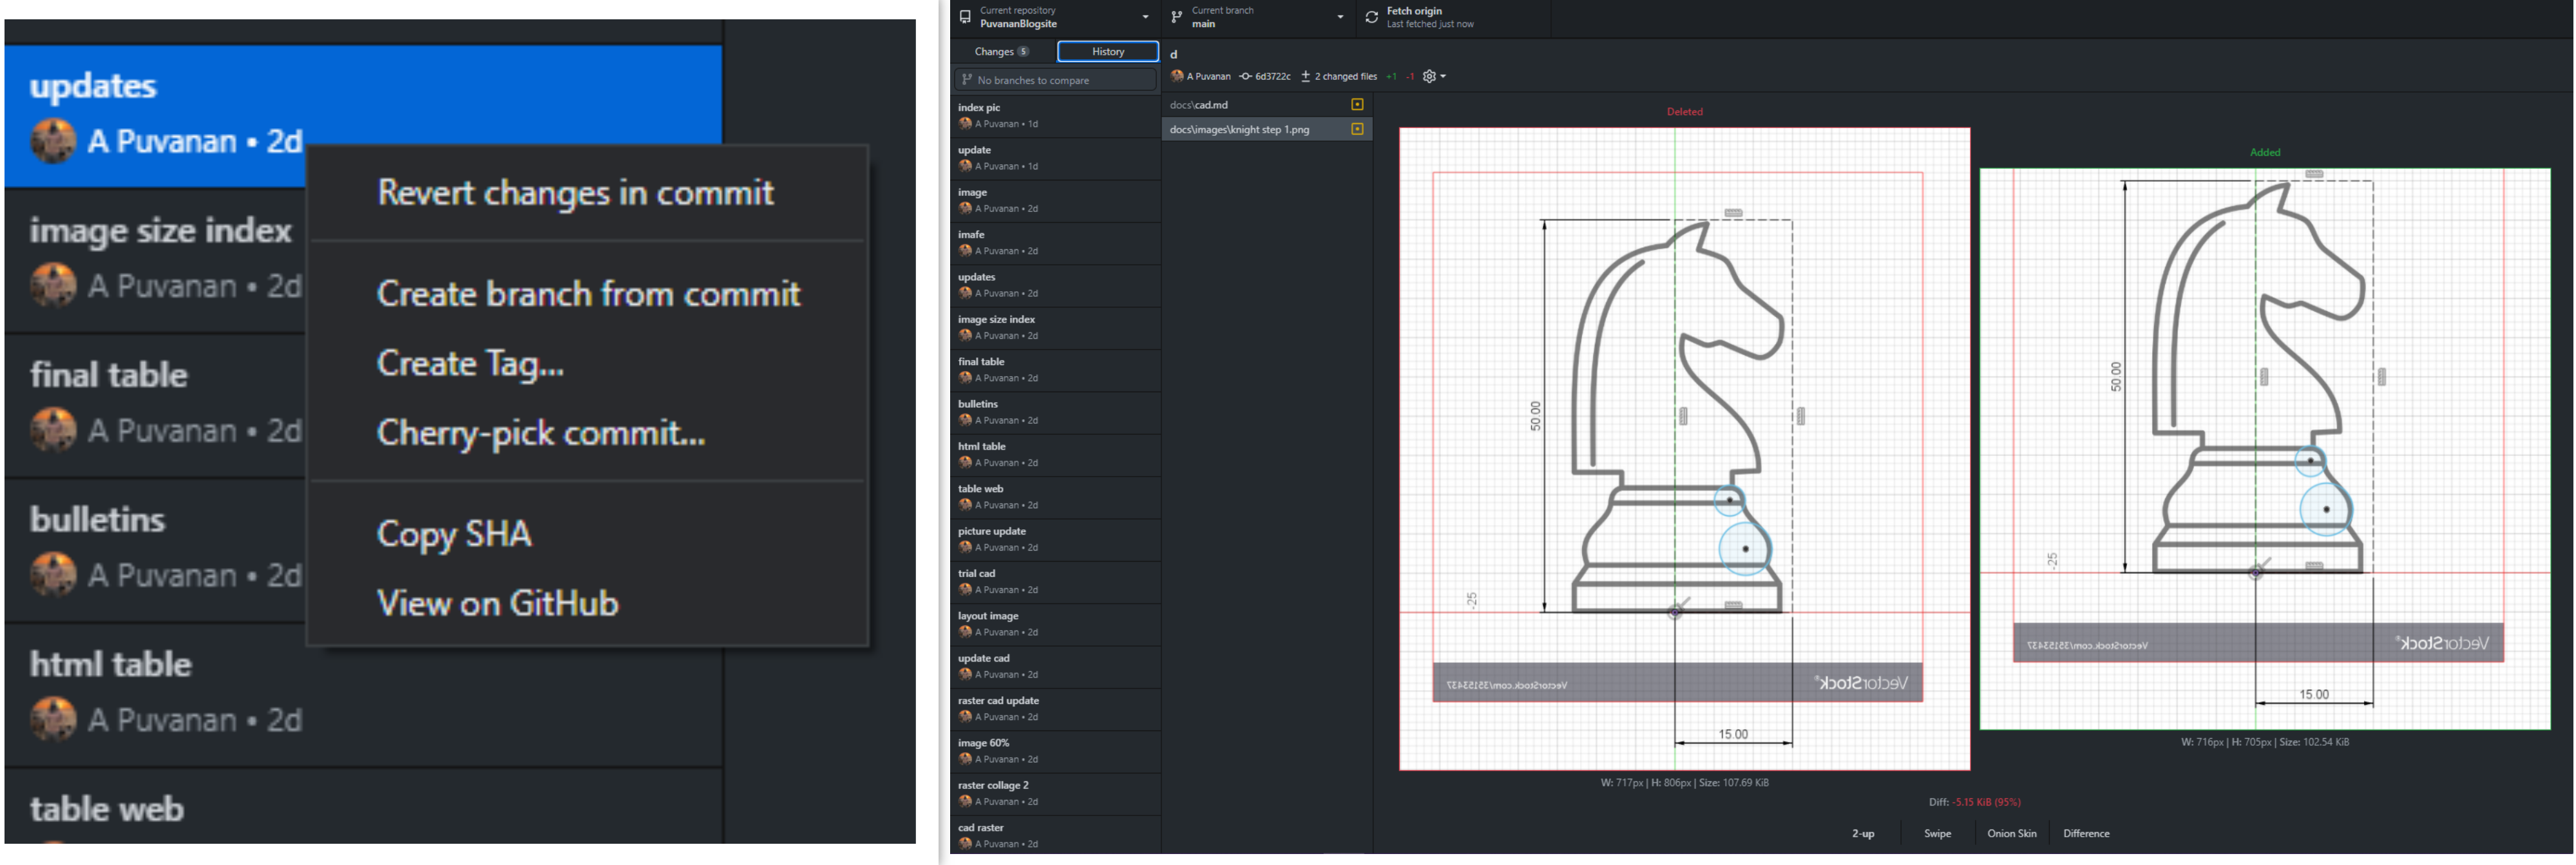 updates
A Puvanan • 2d
image size index
A Puvanan • 2d
final table
A Puvanan • 2d
bulletins
A Puvanan • 2d
html table
A Puvanan • 2d
table web
Revert changes in commit
Create branch from commit
Create Tag...
Cherry-pick commit...
Copy SHA
View on GitHub
Current repository
PuvananBlogsite
Current branch
main
Fetch origin
Last fetched just now
Changes 5
History
No branches to compare
index pic
A Puvanan • 1d
update
A Puvanan • 1d
image
A Puvanan • 2d
imafe
A Puvanan • 2d
updates
A Puvanan • 2d
image size index
A Puvanan • 2d
final table
A Puvanan • 2d
bulletins
A Puvanan • 2d
html table
A Puvanan • 2d
table web
A Puvanan • 2d
picture update
A Puvanan • 2d
trial cad
A Puvanan • 2d
layout image
A Puvanan • 2d
update cad
A Puvanan • 2d
raster cad update
A Puvanan • 2d
image 60%
A Puvanan • 2d
raster collage 2
A Puvanan • 2d
cad raster
A Puvanan • 2d
d
A Puvanan 6d3722c 2 changed files +1 -1
docs\cad.md
docs\images\knight step 1.png
Deleted
50.00
-25
VectorStock®
VectorStock.com/35153437
15.00
W: 717px | H: 806px | Size: 107.69 KiB
Added
50.00
-25
VectorStock®
VectorStock.com/35153437
15.00
W: 716px | H: 705px | Size: 102.54 KiB
Diff: -5.15 KiB (95%)
2-up
Swipe
Onion Skin
Difference